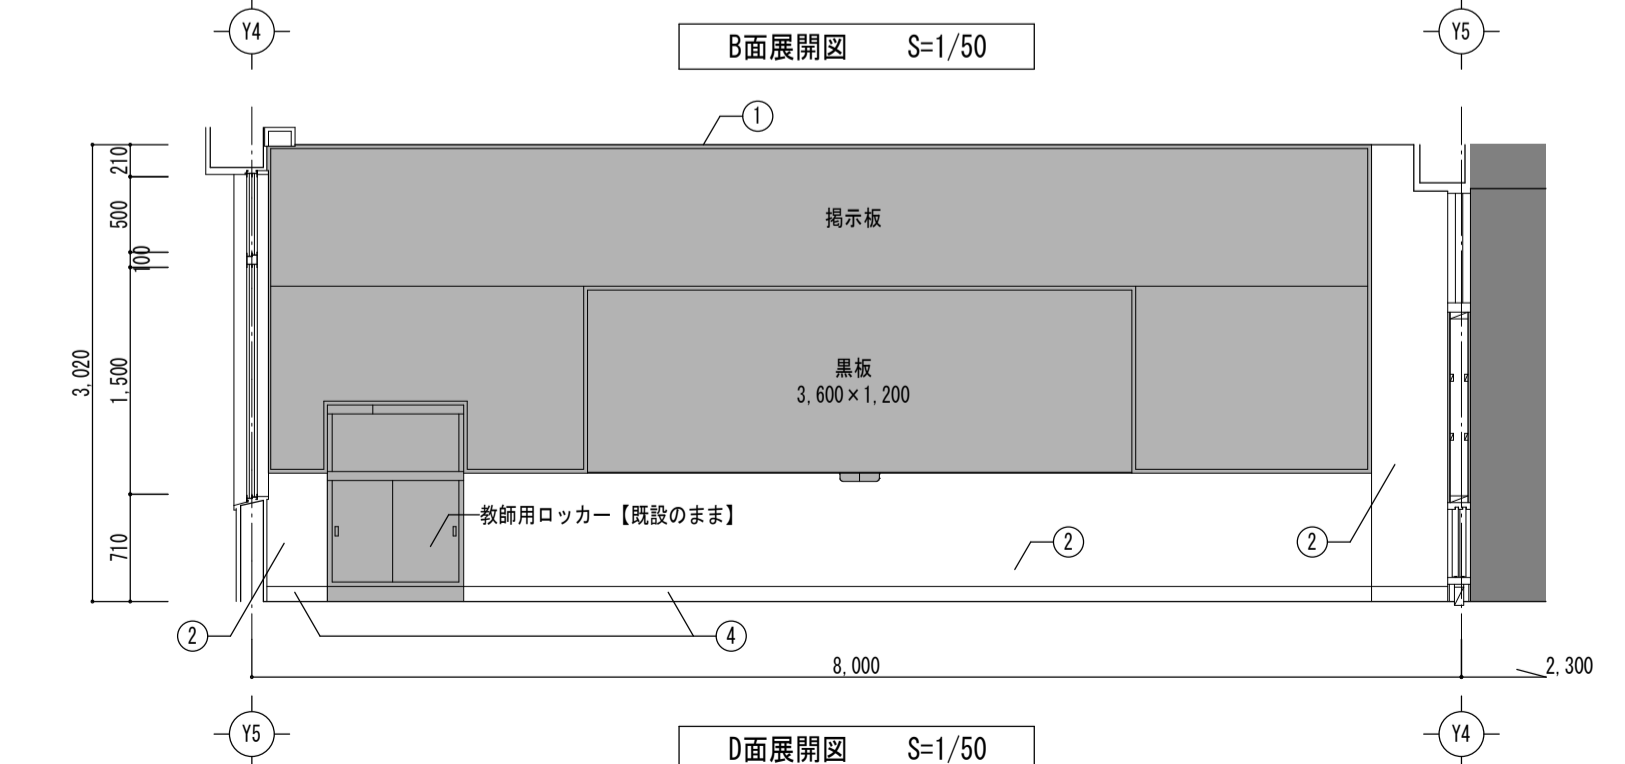 Y4
B面展開図 S=1/50
Y5
1
210
500
100
1,500
3,020
710
掲示板
黒板
3,600×1,200
教師用ロッカー【既設のまま】
2
2
2
4
8,000
2,300
Y5
D面展開図 S=1/50
Y4